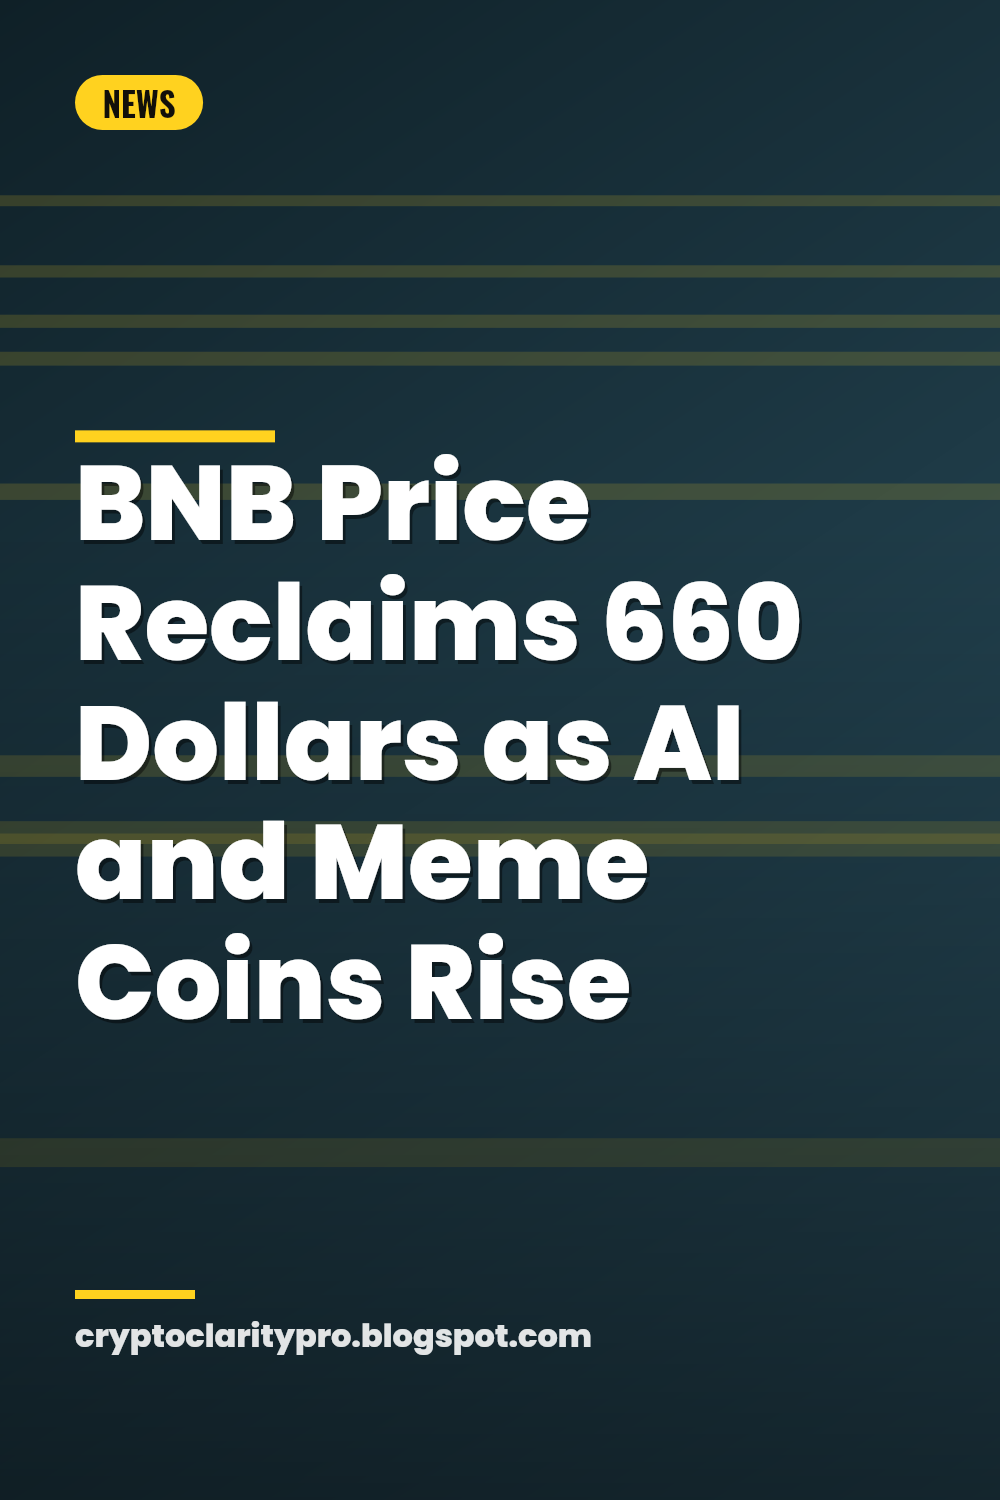 NEWS
BNB Price
Reclaims 660
Dollars as AI
and Meme
Coins Rise
cryptoclaritypro.blogspot.com